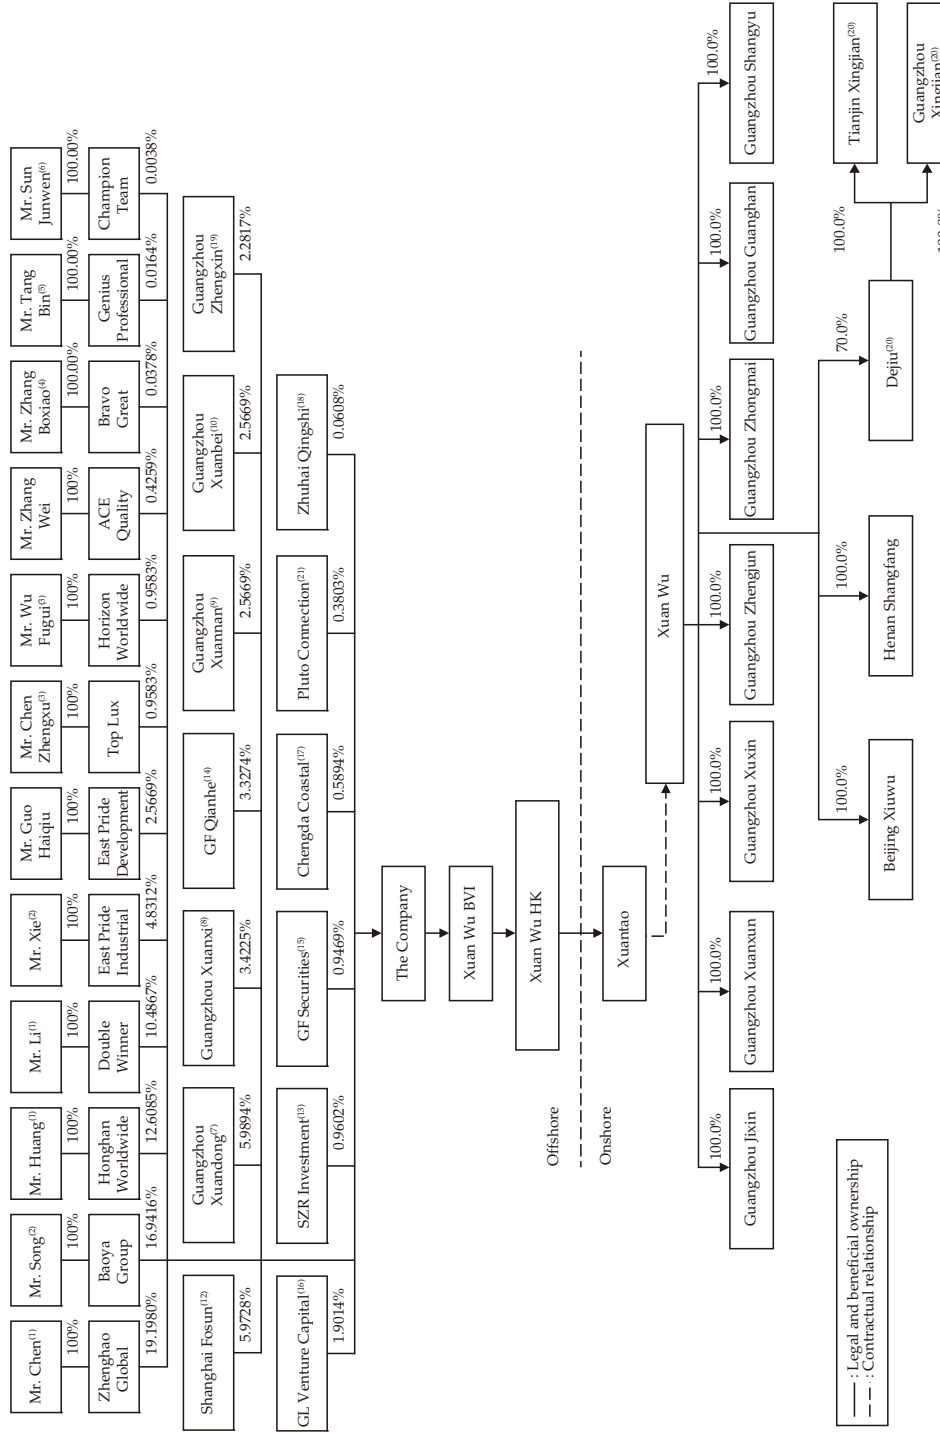 Mr. Chen(1)
100%
Zhenghao
Global
19.1980%
Mr. Song(2)
100%
Baoya
Group
16.9416%
Mr. Huang(1)
100%
Honghan
Worldwide
12.6085%
Mr. Li(1)
100%
Double
Winner
10.4867%
Mr. Xie(2)
100%
East Pride
Industrial
4.8312%
Mr. Guo
Haiqiu
100%
East Pride
Development
2.5669%
Mr. Chen
Zhengxu(3)
100%
Top Lux
0.9583%
Mr. Wu
Fugui(3)
100%
Horizon
Worldwide
0.9583%
Mr. Zhang
Wei
100%
ACE
Quality
0.4259%
Mr. Zhang
Boxiao(4)
100.00%
Bravo
Great
0.0378%
Mr. Tang
Bin(5)
100.00%
Genius
Professional
0.0164%
Mr. Sun
Junwen(6)
100.00%
Champion
Team
0.0038%
Shanghai Fosun(12)
5.9728%
Guangzhou
Xuandong(7)
5.9894%
Guangzhou Xuanxi(8)
3.4225%
GF Qianhe(14)
3.3274%
Guangzhou
Xuannan(9)
2.5669%
Guangzhou
Xuanbei(10)
2.5669%
Guangzhou
Zhengxin(19)
2.2817%
GL Venture Capital(16)
1.9014%
SZR Investment(13)
0.9602%
GF Securities(15)
0.9469%
Chengda Coastal(17)
0.5894%
Pluto Connection(21)
0.3803%
Zhuhai Qingshi(18)
0.0608%
The Company
Xuan Wu BVI
Xuan Wu HK
Offshore
Onshore
Xuantao
Xuan Wu
100.0%
Guangzhou Jixin
100.0%
Guangzhou Xuanxun
100.0%
Guangzhou Xuxin
100.0%
Guangzhou Zhengjun
100.0%
Guangzhou Zhongmai
100.0%
Guangzhou Guanghan
100.0%
Guangzhou Shangyu
100.0%
Beijing Xiuwu
100.0%
Henan Shangfang
70.0%
Dejiu(20)
100.0%
Tianjin Xingjian(20)
100.0%
Guangzhou
Xingjian(20)
: Legal and beneficial ownership
: Contractual relationship